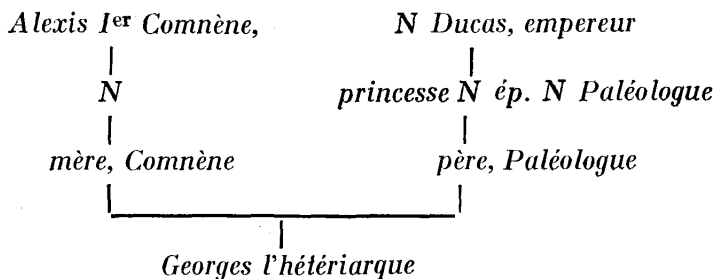 Alexis Ier Comnène, N Ducas, empereur
N princesse N ép. N Paléologue
mère, Comnène père, Paléologue
Georges l'hétériarque